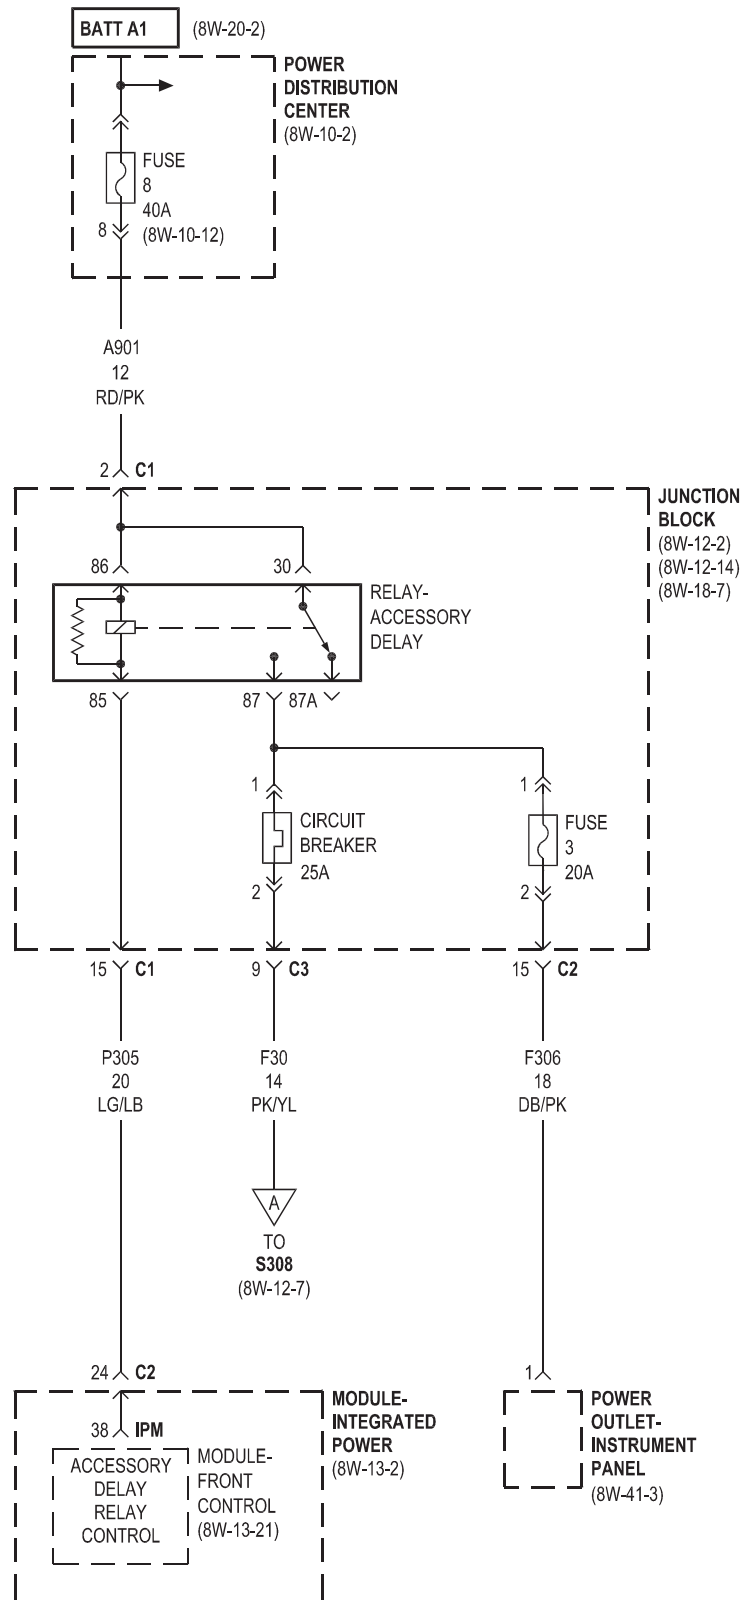 BATT A1 (8W-20-2)
POWER
DISTRIBUTION
CENTER
(8W-10-2)
FUSE
8
40A
8 (8W-10-12)
A901
12
RD/PK
2 C1
JUNCTION
BLOCK
(8W-12-2)
(8W-12-14)
(8W-18-7)
86 30
RELAY-
ACCESSORY
DELAY
85 87 87A
1 1
CIRCUIT
BREAKER
25A
2
FUSE
3
20A
2
15 C1 9 C3 15 C2
P305 F30 F306
20 14 18
LG/LB PK/YL DB/PK
A
TO
S308
(8W-12-7)
24 C2 1
MODULE-
INTEGRATED
POWER
(8W-13-2)
POWER
OUTLET-
INSTRUMENT
PANEL
(8W-41-3)
38 IPM
ACCESSORY
DELAY
RELAY
CONTROL
MODULE-
FRONT
CONTROL
(8W-13-21)